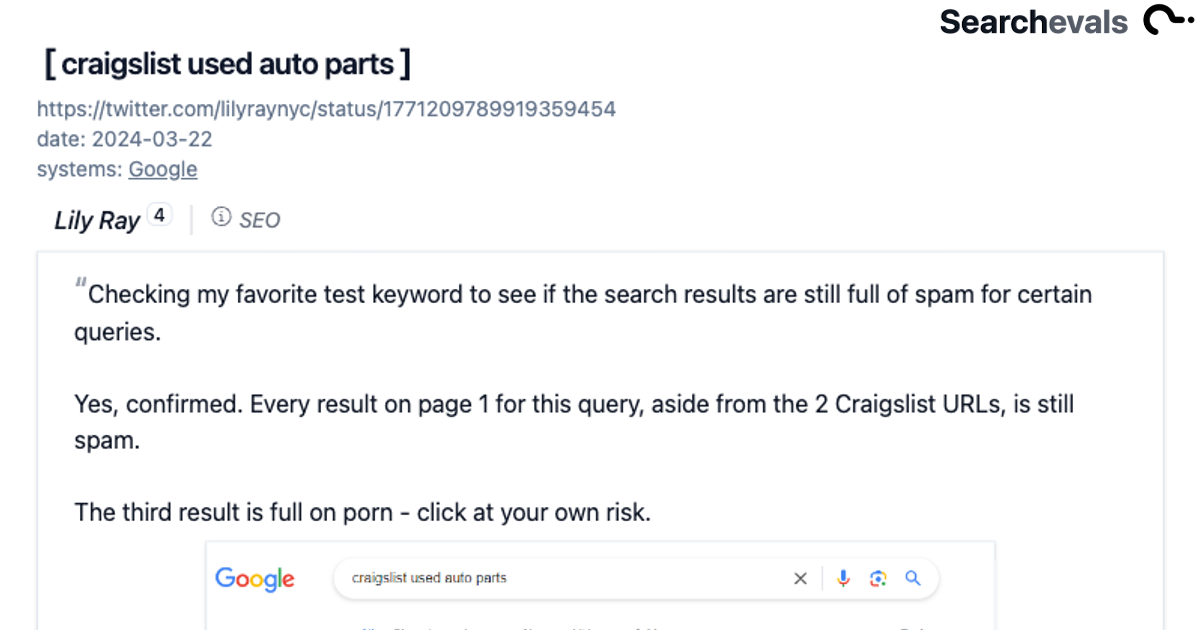 Searchevals
[ craigslist used auto parts ]
https://twitter.com/lilyraynyc/status/1771209789919359454
date: 2024-03-22
systems: Google
Lily Ray 4 SEO
"Checking my favorite test keyword to see if the search results are still full of spam for certain
queries.
Yes, confirmed. Every result on page 1 for this query, aside from the 2 Craigslist URLs, is still
spam.
The third result is full on porn - click at your own risk.
Google craigslist used auto parts